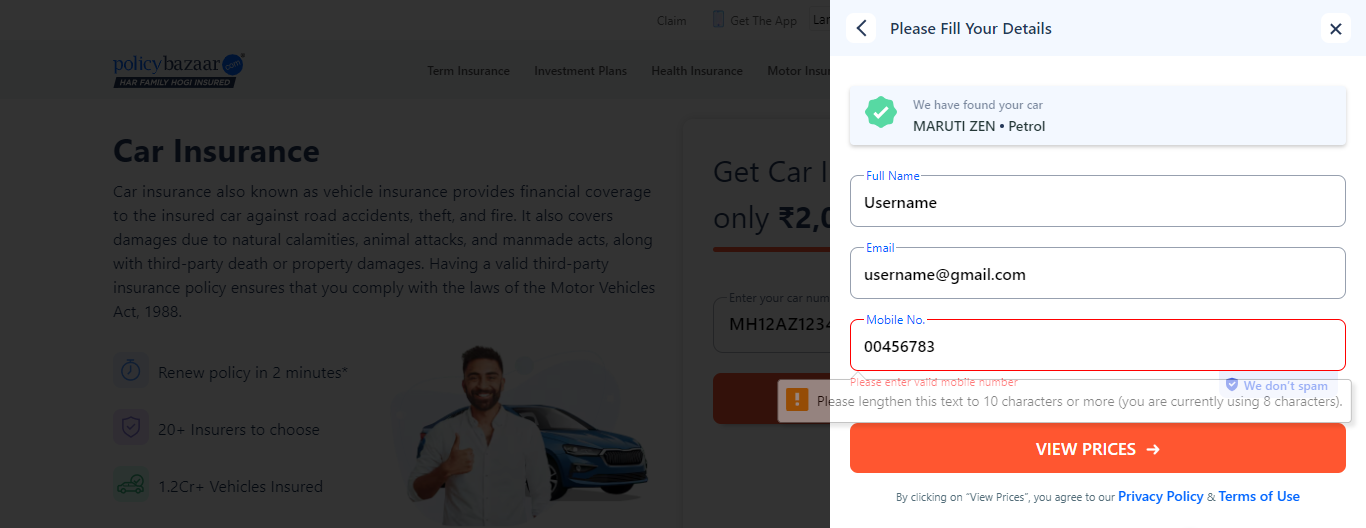 Claim
Get The App
policybazaar.com
HAR FAMILY HOGI INSURED
Term Insurance
Investment Plans
Health Insurance
Car Insurance
Car insurance also known as vehicle insurance provides financial coverage
to the insured car against road accidents, theft, and fire. It also covers
damages due to natural calamities, animal attacks, and manmade acts, along
with third-party death or property damages. Having a valid third-party
insurance policy ensures that you comply with the laws of the Motor Vehicles
Act, 1988.
Renew policy in 2 minutes*
20+ Insurers to choose
1.2Cr+ Vehicles Insured
Get Car
only ₹2,0
Enter your car num
MH12AZ1234
Please Fill Your Details
We have found your car
MARUTI ZEN • Petrol
Full Name
Username
Email
username@gmail.com
Mobile No.
00456783
Please enter valid mobile number
We don't spam
Please lengthen this text to 10 characters or more (you are currently using 8 characters).
VIEW PRICES →
By clicking on “View Prices”, you agree to our Privacy Policy & Terms of Use